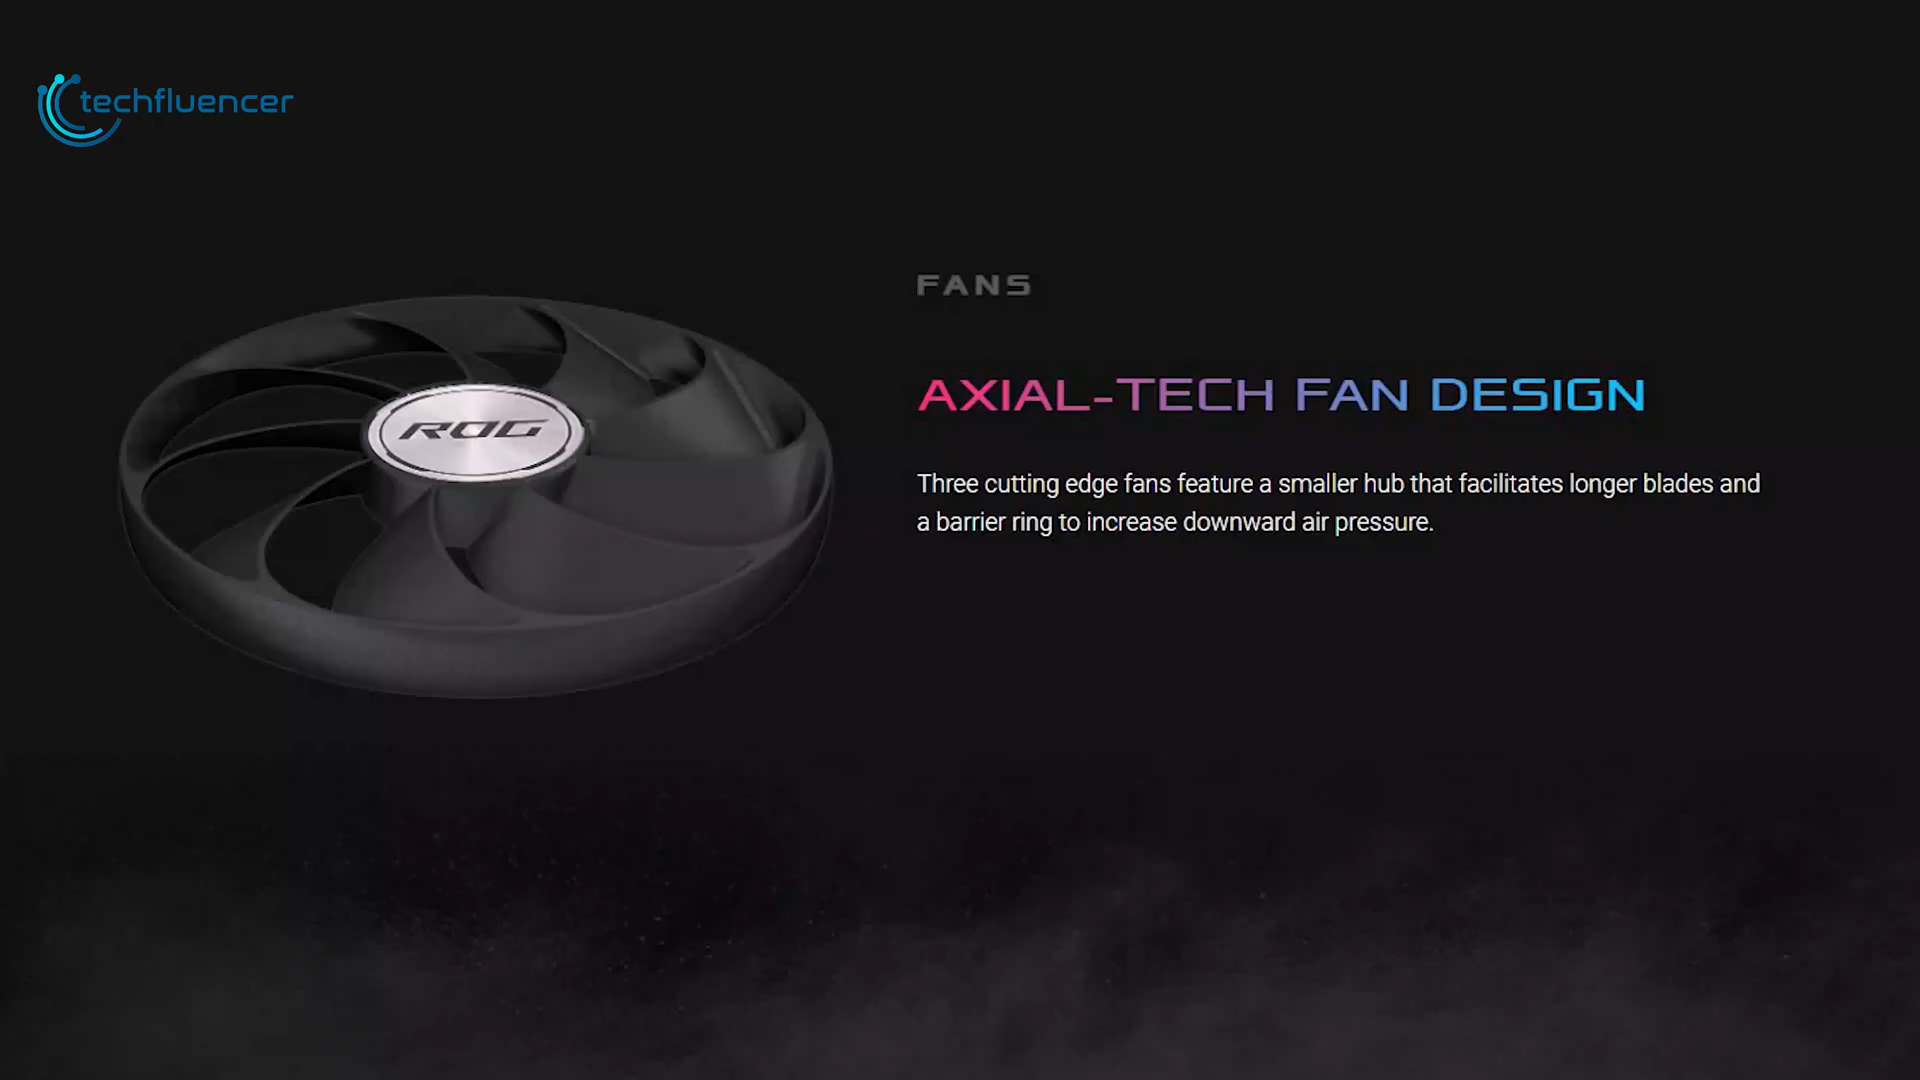 techfluencer
FANS
AXIAL-TECH FAN DESIGN
ROG
Three cutting edge fans feature a smaller hub that facilitates longer blades and
a barrier ring to increase downward air pressure.